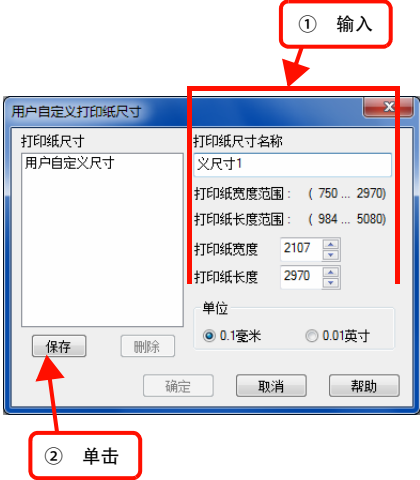 ① 输入
用户自定义打印纸尺寸
打印纸尺寸
用户自定义尺寸
打印纸尺寸名称
义尺寸1
打印纸宽度范围： ( 750 ... 2970)
打印纸长度范围： ( 984 ... 5080)
打印纸宽度 2107
打印纸长度 2970
单位
0.1毫米 0.01英寸
保存 删除
确定 取消 帮助
② 单击